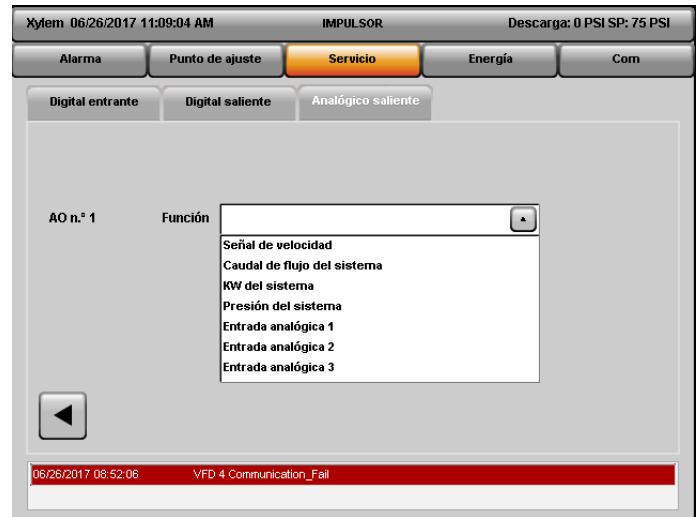 Xylem 06/26/2017 11:09:04 AM IMPULSOR Descarga: 0 PSI SP: 75 PSI
Alarma Punto de ajuste Servicio Energía Com
Digital entrante Digital saliente Analógico saliente
AO n.º 1 Función
Señal de velocidad
Caudal de flujo del sistema
KW del sistema
Presión del sistema
Entrada analógica 1
Entrada analógica 2
Entrada analógica 3
06/26/2017 08:52:06 VFD 4 Communication_Fail